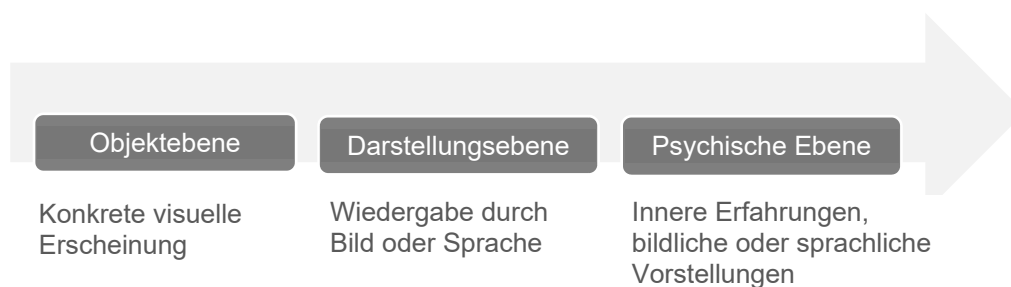 Objektebene
Konkrete visuelle
Erscheinung
Darstellungsebene
Wiedergabe durch
Bild oder Sprache
Psychische Ebene
Innere Erfahrungen,
bildliche oder sprachliche
Vorstellungen